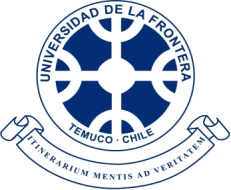 UNIVERSIDAD DE LA FRONTERA
TEMUCO · CHILE
ITINERARIUM MENTIS AD VERITATEM